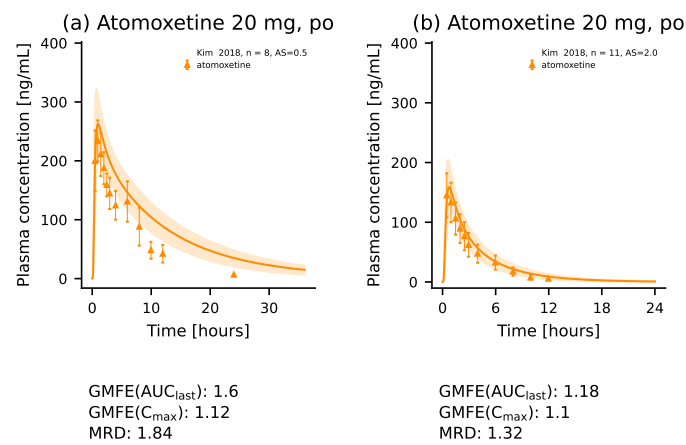 (a) Atomoxetine 20 mg, po
400
300
200
100
0
Plasma concentration [ng/mL]
Kim 2018, n = 8, AS=0.5
atomoxetine
0
10
20
30
Time [hours]
GMFE(AUClast): 1.6
GMFE(Cmax): 1.12
MRD: 1.84
(b) Atomoxetine 20 mg, po
400
300
200
100
0
Plasma concentration [ng/mL]
Kim 2018, n = 11, AS=2.0
atomoxetine
0
6
12
18
24
Time [hours]
GMFE(AUClast): 1.18
GMFE(Cmax): 1.1
MRD: 1.32